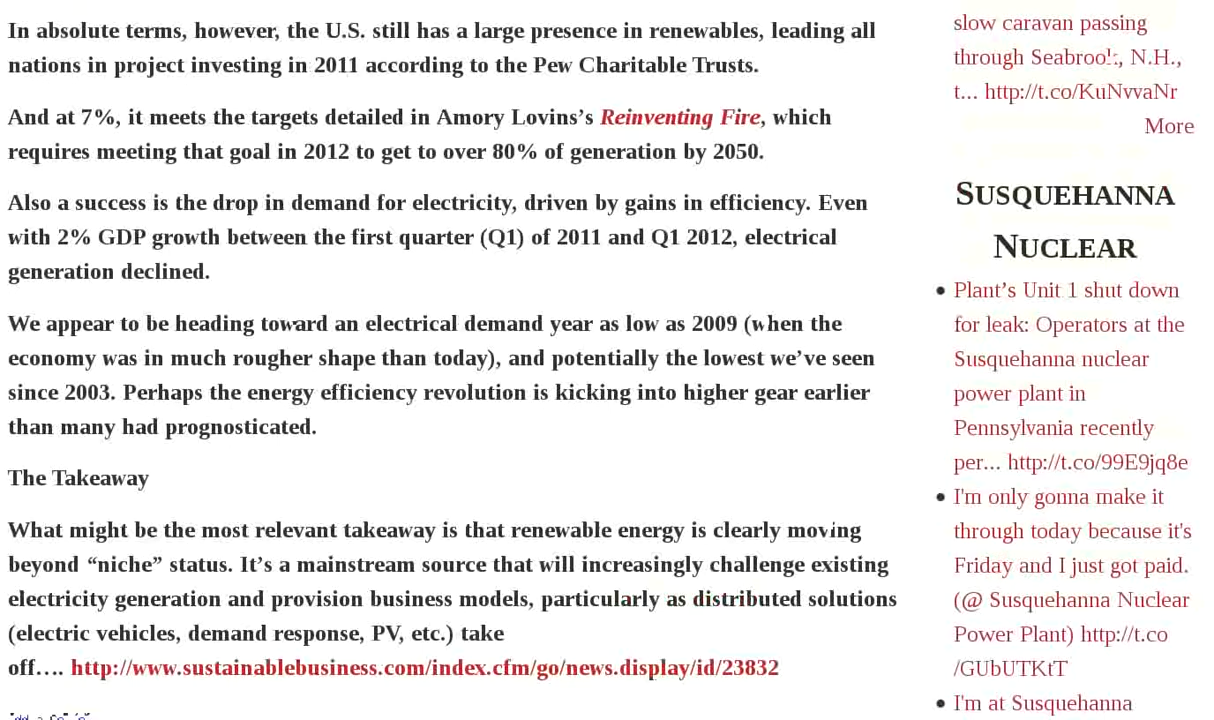 In absolute terms, however, the U.S. still has a large presence in renewables, leading all
nations in project investing in 2011 according to the Pew Charitable Trusts.
And at 7%, it meets the targets detailed in Amory Lovins’s Reinventing Fire, which
requires meeting that goal in 2012 to get to over 80% of generation by 2050.
Also a success is the drop in demand for electricity, driven by gains in efficiency. Even
with 2% GDP growth between the first quarter (Q1) of 2011 and Q1 2012, electrical
generation declined.
We appear to be heading toward an electrical demand year as low as 2009 (when the
economy was in much rougher shape than today), and potentially the lowest we’ve seen
since 2003. Perhaps the energy efficiency revolution is kicking into higher gear earlier
than many had prognosticated.
The Takeaway
What might be the most relevant takeaway is that renewable energy is clearly moving
beyond “niche” status. It’s a mainstream source that will increasingly challenge existing
electricity generation and provision business models, particularly as distributed solutions
(electric vehicles, demand response, PV, etc.) take
off…. http://www.sustainablebusiness.com/index.cfm/go/news.display/id/23832
slow caravan passing
through Seabrook, N.H.,
t... http://t.co/KuNvvaNr
More
SUSQUEHANNA
NUCLEAR
Plant’s Unit 1 shut down
for leak: Operators at the
Susquehanna nuclear
power plant in
Pennsylvania recently
per... http://t.co/99E9jq8e
I'm only gonna make it
through today because it's
Friday and I just got paid.
(@ Susquehanna Nuclear
Power Plant) http://t.co
/GUbUTKtT
I'm at Susquehanna